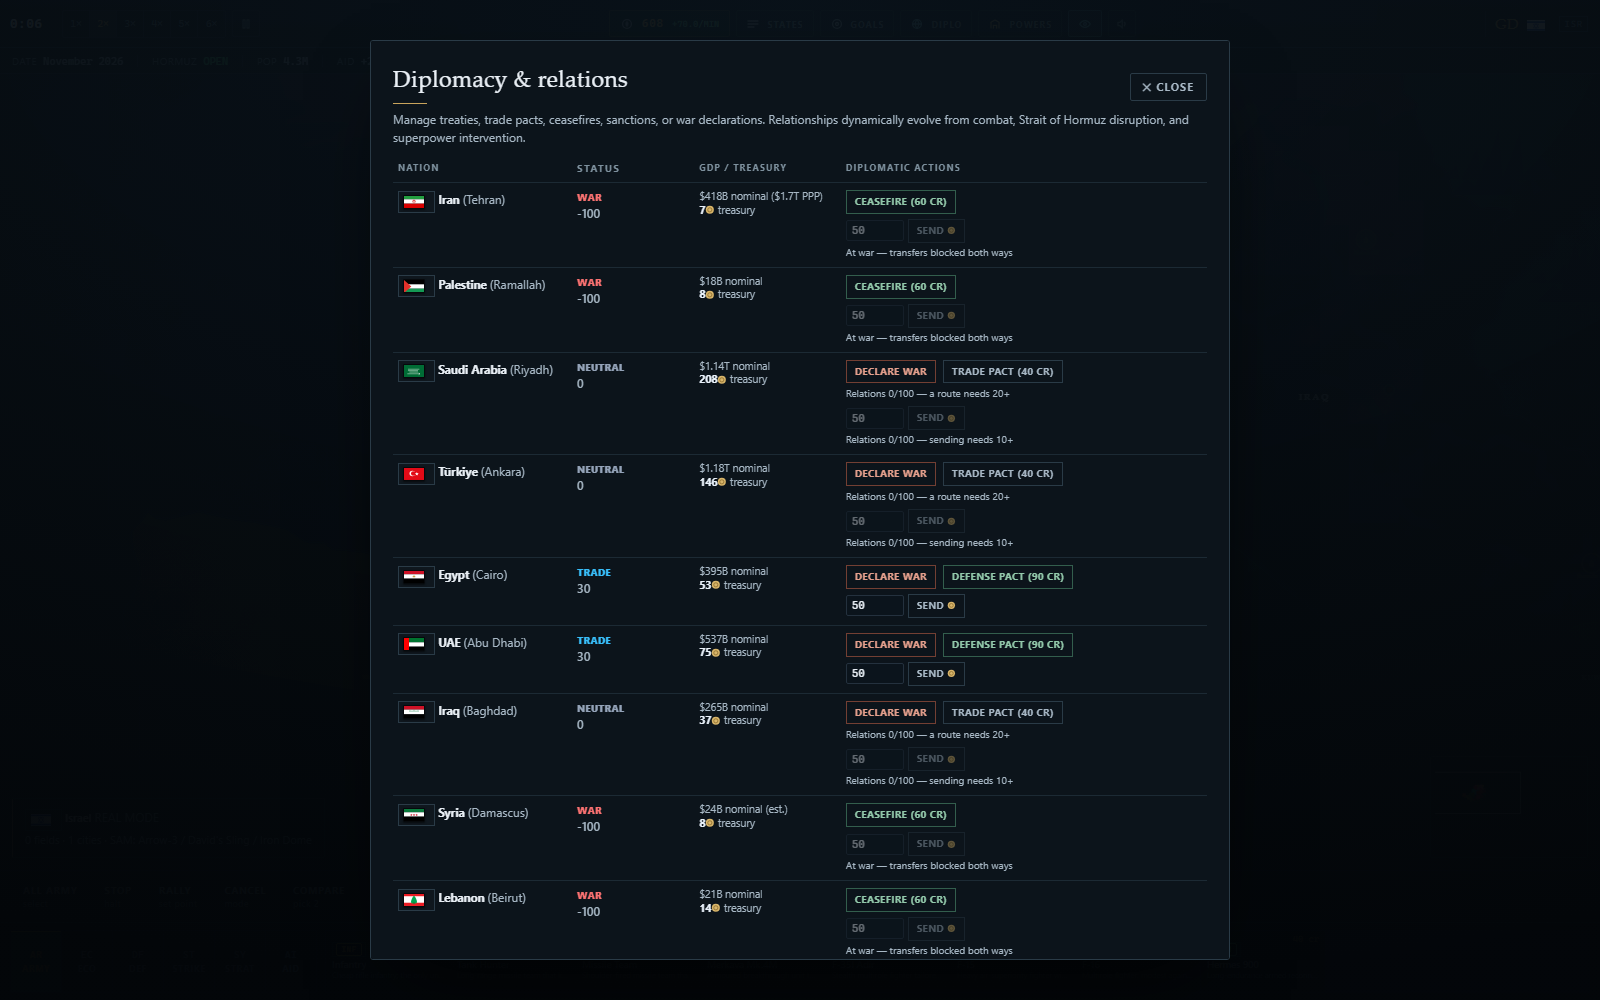 0:06
STATES
POWERS
November 2026
OPEN
Diplomacy & relations
✕ CLOSE
Manage treaties, trade pacts, ceasefires, sanctions, or war declarations. Relationships dynamically evolve from combat, Strait of Hormuz disruption, and
superpower intervention.
NATION STATUS GDP / TREASURY DIPLOMATIC ACTIONS
Iran (Tehran) WAR $418B nominal ($1.7T PPP) CEASEFIRE (60 CR)
-100 7 treasury
50 SEND
At war — transfers blocked both ways
Palestine (Ramallah) WAR $18B nominal CEASEFIRE (60 CR)
-100 8 treasury
50 SEND
At war — transfers blocked both ways
Saudi Arabia (Riyadh) NEUTRAL $1.14T nominal DECLARE WAR TRADE PACT (40 CR)
0 208 treasury
Relations 0/100 — a route needs 20+
50 SEND
Relations 0/100 — sending needs 10+
Türkiye (Ankara) NEUTRAL $1.18T nominal DECLARE WAR TRADE PACT (40 CR)
0 146 treasury
Relations 0/100 — a route needs 20+
50 SEND
Relations 0/100 — sending needs 10+
Egypt (Cairo) TRADE $395B nominal DECLARE WAR DEFENSE PACT (90 CR)
30 53 treasury
50 SEND
UAE (Abu Dhabi) TRADE $537B nominal DECLARE WAR DEFENSE PACT (90 CR)
30 75 treasury
50 SEND
Iraq (Baghdad) NEUTRAL $265B nominal DECLARE WAR TRADE PACT (40 CR)
0 37 treasury
Relations 0/100 — a route needs 20+
50 SEND
Relations 0/100 — sending needs 10+
Syria (Damascus) WAR $24B nominal (est.) CEASEFIRE (60 CR)
-100 8 treasury
50 SEND
At war — transfers blocked both ways
Lebanon (Beirut) WAR $21B nominal CEASEFIRE (60 CR)
-100 14 treasury
50 SEND
At war — transfers blocked both ways
IRAQ